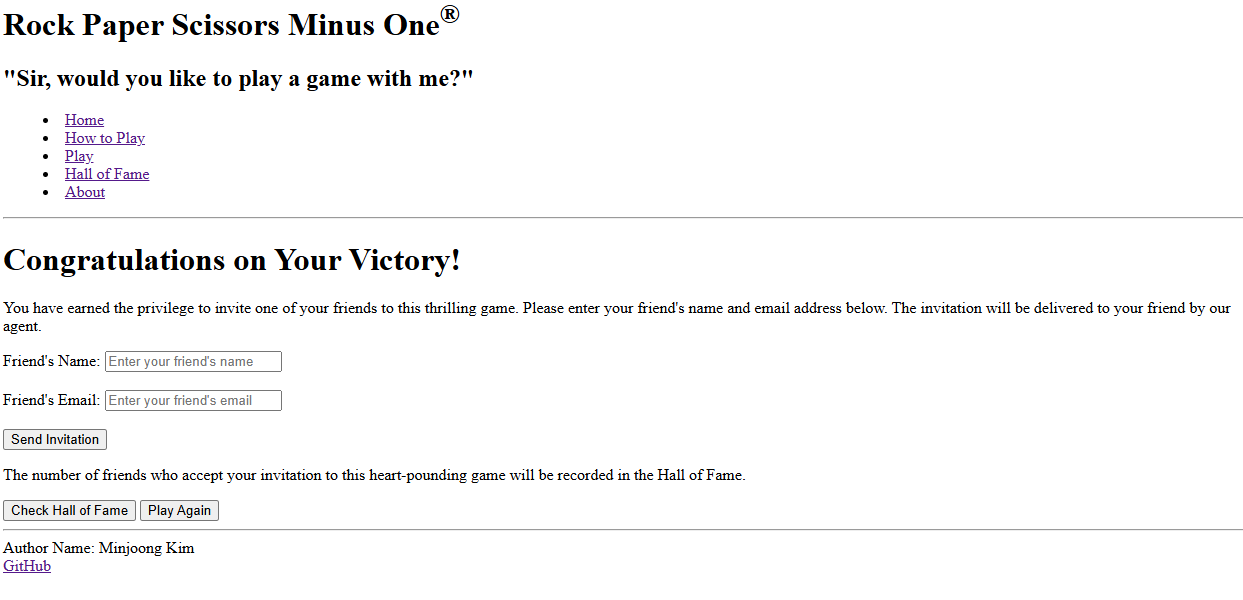 Rock Paper Scissors Minus One®
"Sir, would you like to play a game with me?"
Home
How to Play
Play
Hall of Fame
About
Congratulations on Your Victory!
You have earned the privilege to invite one of your friends to this thrilling game. Please enter your friend's name and email address below. The invitation will be delivered to your friend by our
agent.
Friend's Name: Enter your friend's name
Friend's Email: Enter your friend's email
Send Invitation
The number of friends who accept your invitation to this heart-pounding game will be recorded in the Hall of Fame.
Check Hall of Fame Play Again
Author Name: Minjoong Kim
GitHub